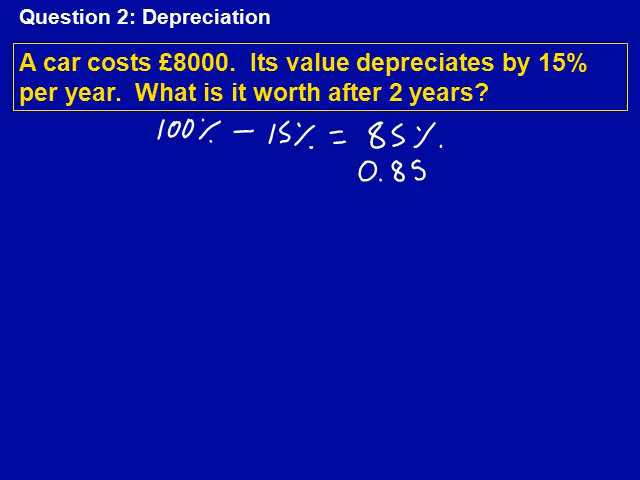 Question 2: Depreciation
A car costs £8000.  Its value depreciates by 15%
per year.  What is it worth after 2 years?
100% - 15% = 85%.
0.85